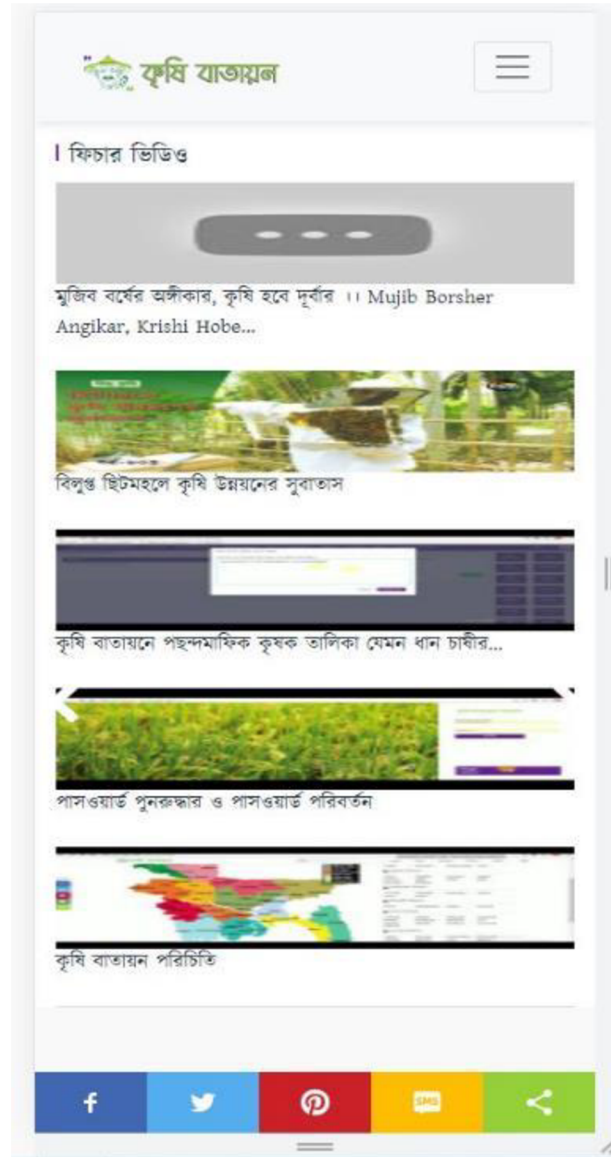 কৃষি বাতায়ন
ফিচার ভিডিও
মুজিব বর্ষের অঙ্গীকার, কৃষি হবে দূর্বার ।। Mujib Borsher
Angikar, Krishi Hobe...
বিলুপ্ত ছিটমহলে কৃষি উন্নয়নের সুবাতাস
কৃষি বাতায়নে পছন্দমাফিক কৃষক তালিকা যেমন ধান চাষীর...
পাসওয়ার্ড পুনরুদ্ধার ও পাসওয়ার্ড পরিবর্তন
কৃষি বাতায়ন পরিচিতি
SMS